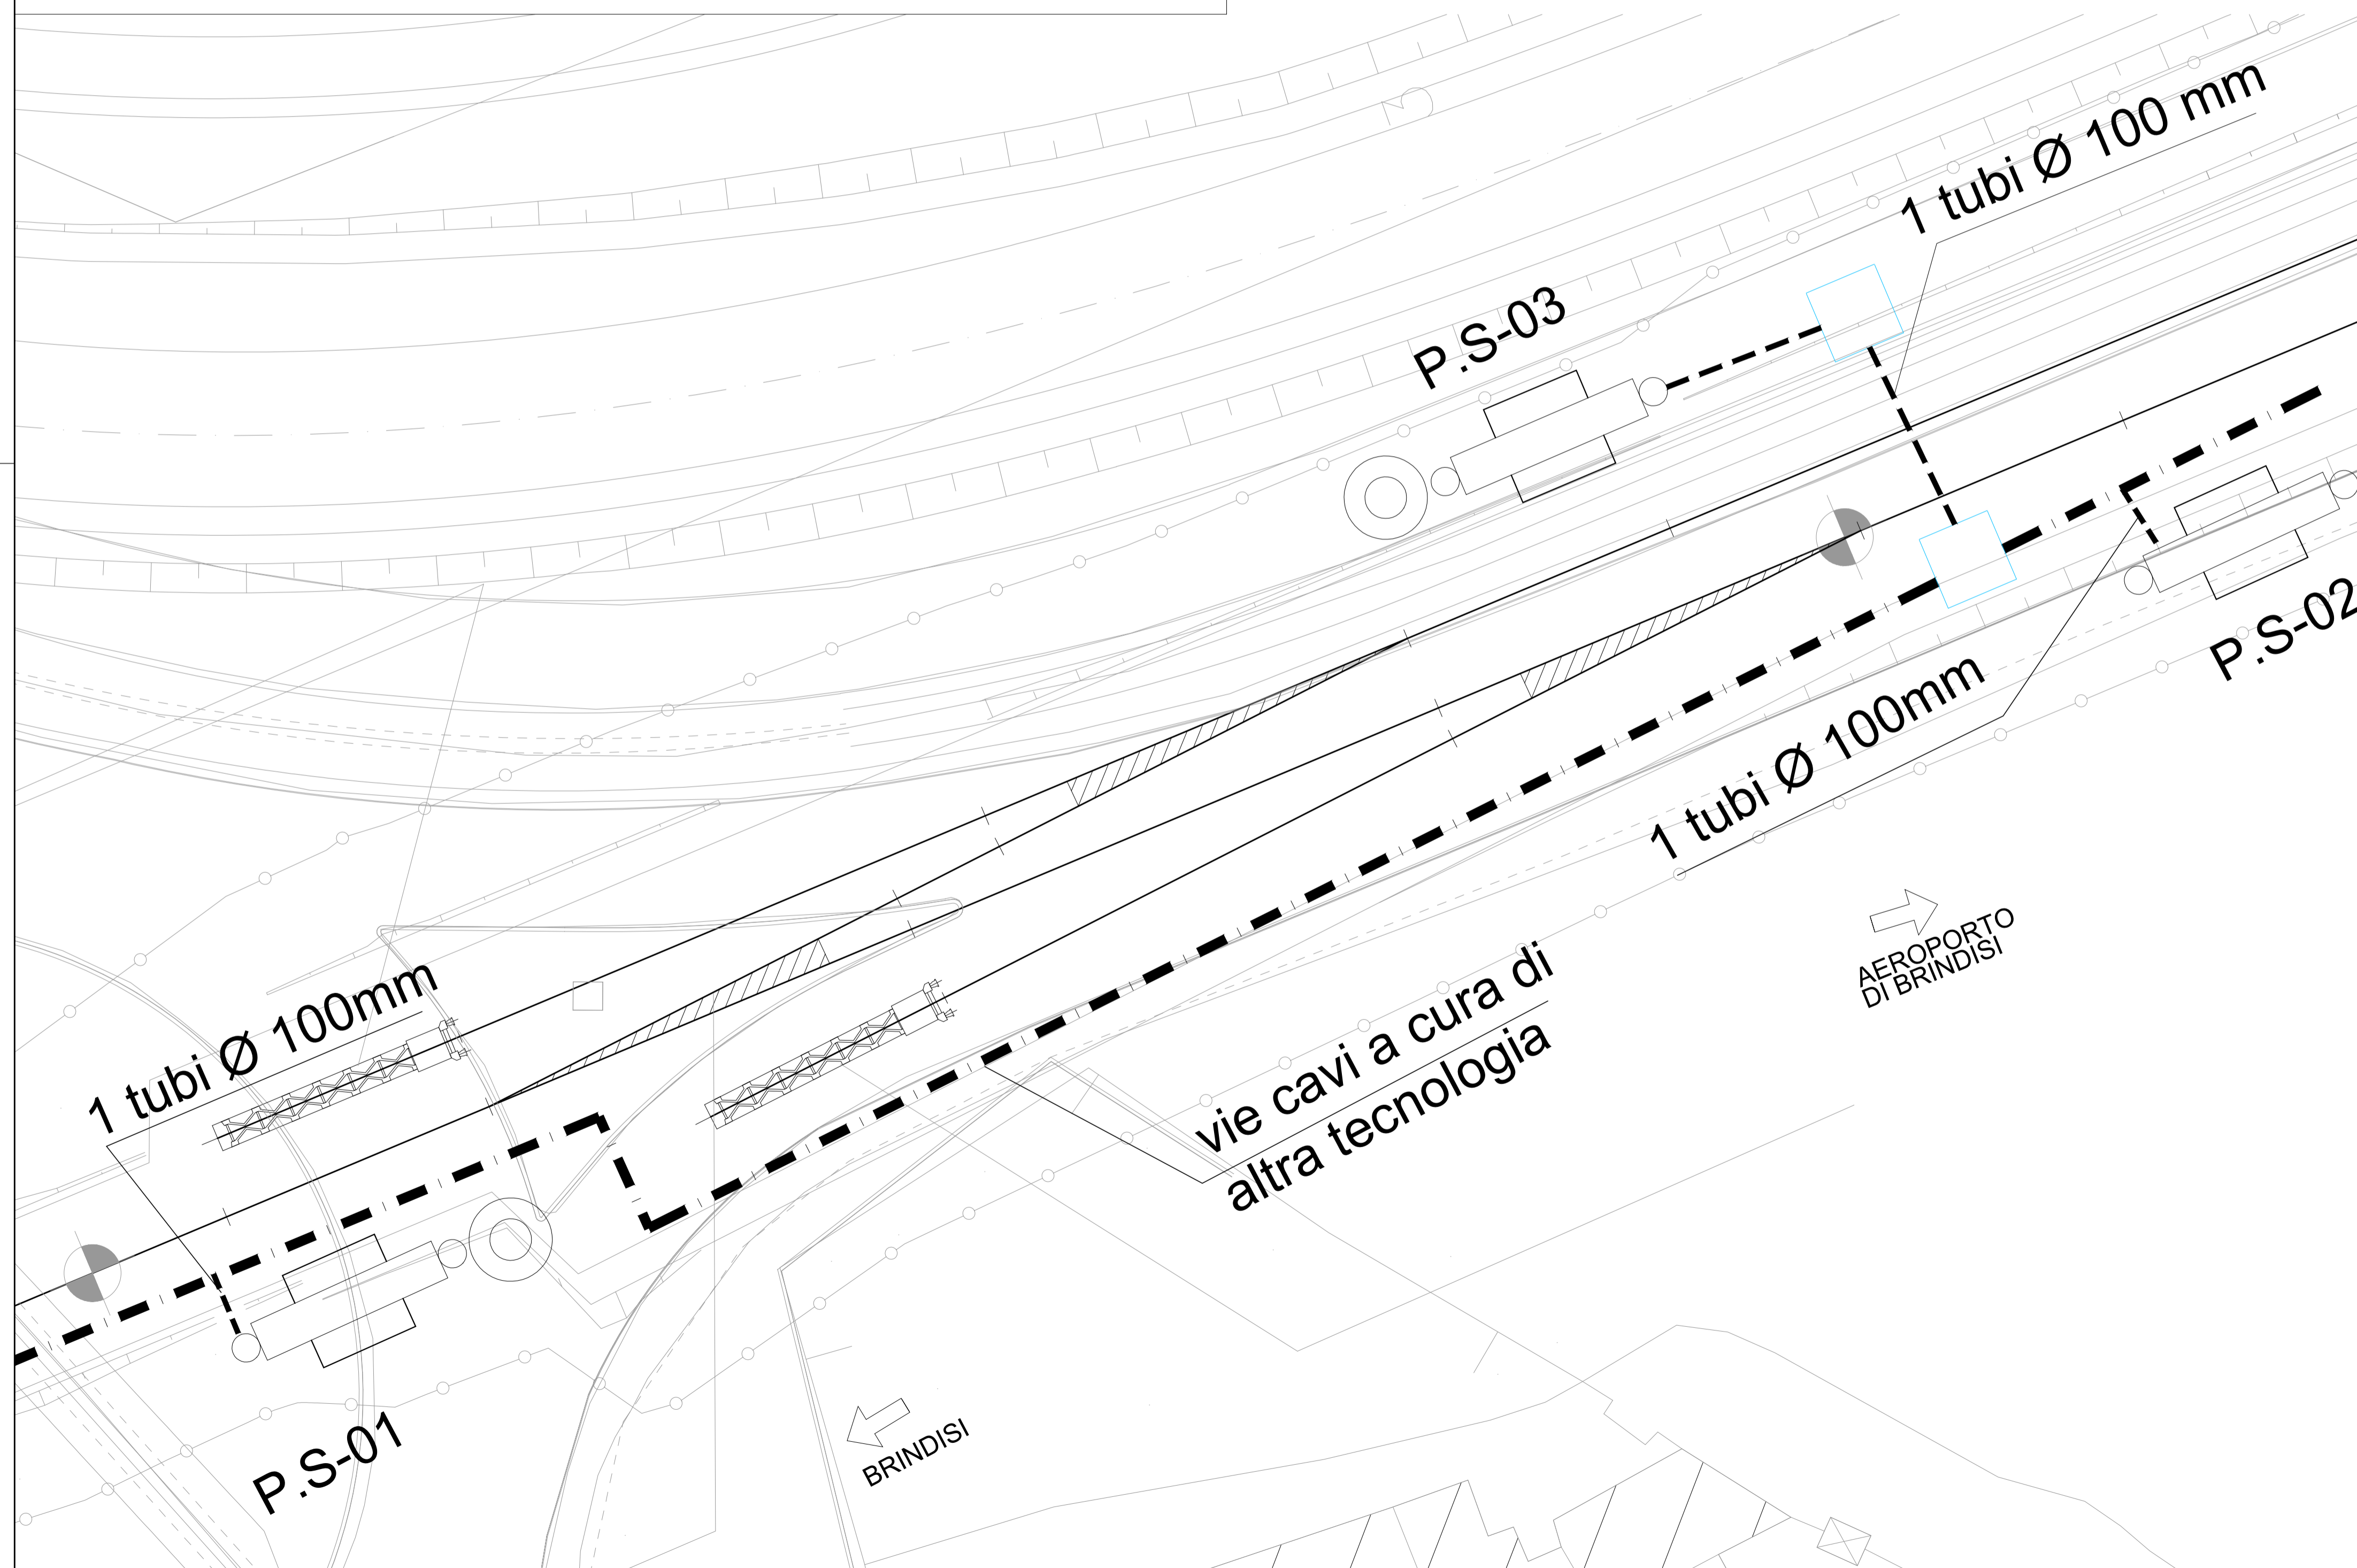 1 tubi Ø 100 mm
P.S-03
P.S-02
1 tubi Ø 100mm
AEROPORTO
DI BRINDISI
vie cavi a cura di
altra tecnologia
1 tubi Ø 100mm
BRINDISI
P.S-01